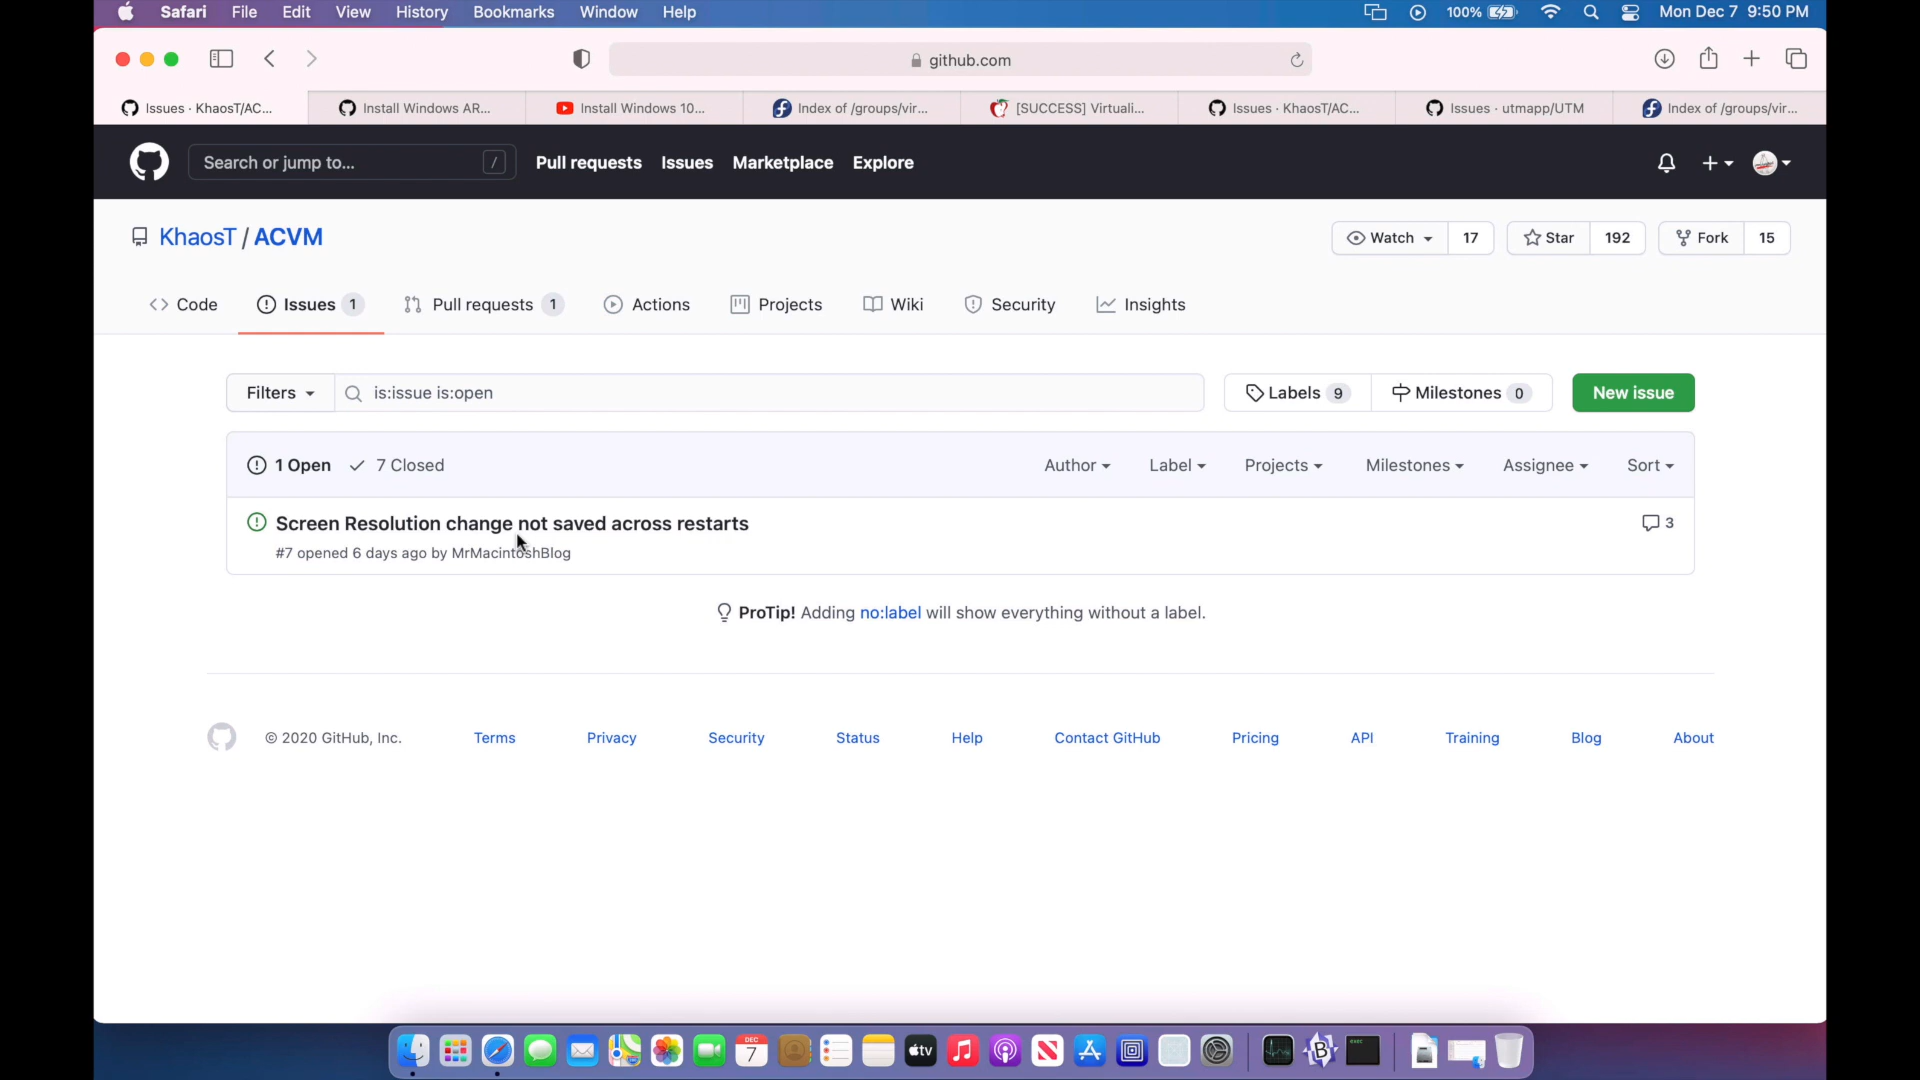 Safari File Edit View History Bookmarks Window Help 100% Mon Dec 7 9:50 PM
github.com
Issues · KhaosT/AC... Install Windows AR... Install Windows 10... Index of /groups/vir... [SUCCESS] Virtuali... Issues · KhaosT/AC... Issues · utmapp/UTM Index of /groups/vir...
Search or jump to... / Pull requests Issues Marketplace Explore
KhaosT / ACVM Watch 17 Star 192 Fork 15
Code Issues 1 Pull requests 1 Actions Projects Wiki Security Insights
Filters is:issue is:open Labels 9 Milestones 0 New issue
1 Open 7 Closed Author Label Projects Milestones Assignee Sort
Screen Resolution change not saved across restarts 3
#7 opened 6 days ago by MrMacintoshBlog
ProTip! Adding no:label will show everything without a label.
© 2020 GitHub, Inc. Terms Privacy Security Status Help Contact GitHub Pricing API Training Blog About
DEC
7
tv
B